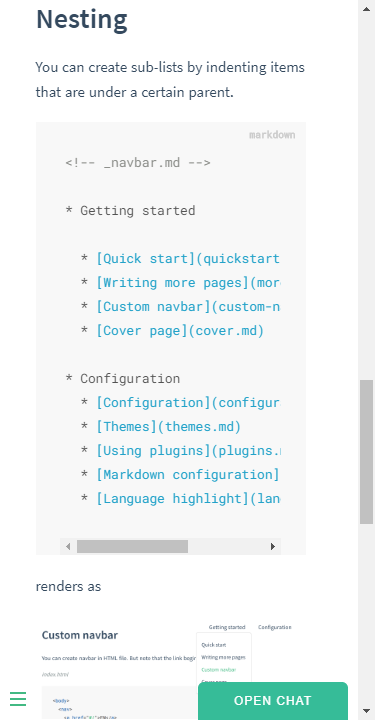 Nesting
You can create sub-lists by indenting items
that are under a certain parent.
markdown
<!-- _navbar.md -->
* Getting started
* [Quick start](quickstart
* [Writing more pages](mor
* [Custom navbar](custom-n
* [Cover page](cover.md)
* Configuration
* [Configuration](configur
* [Themes](themes.md)
* [Using plugins](plugins.
* [Markdown configuration]
* [Language highlight](lan
renders as
Getting started Configuration
Custom navbar
Quick start
Writing more pages
You can create navbar in HTML file. But note that the link begin
Custom navbar
index.html
<body>
<nav>
OPEN CHAT